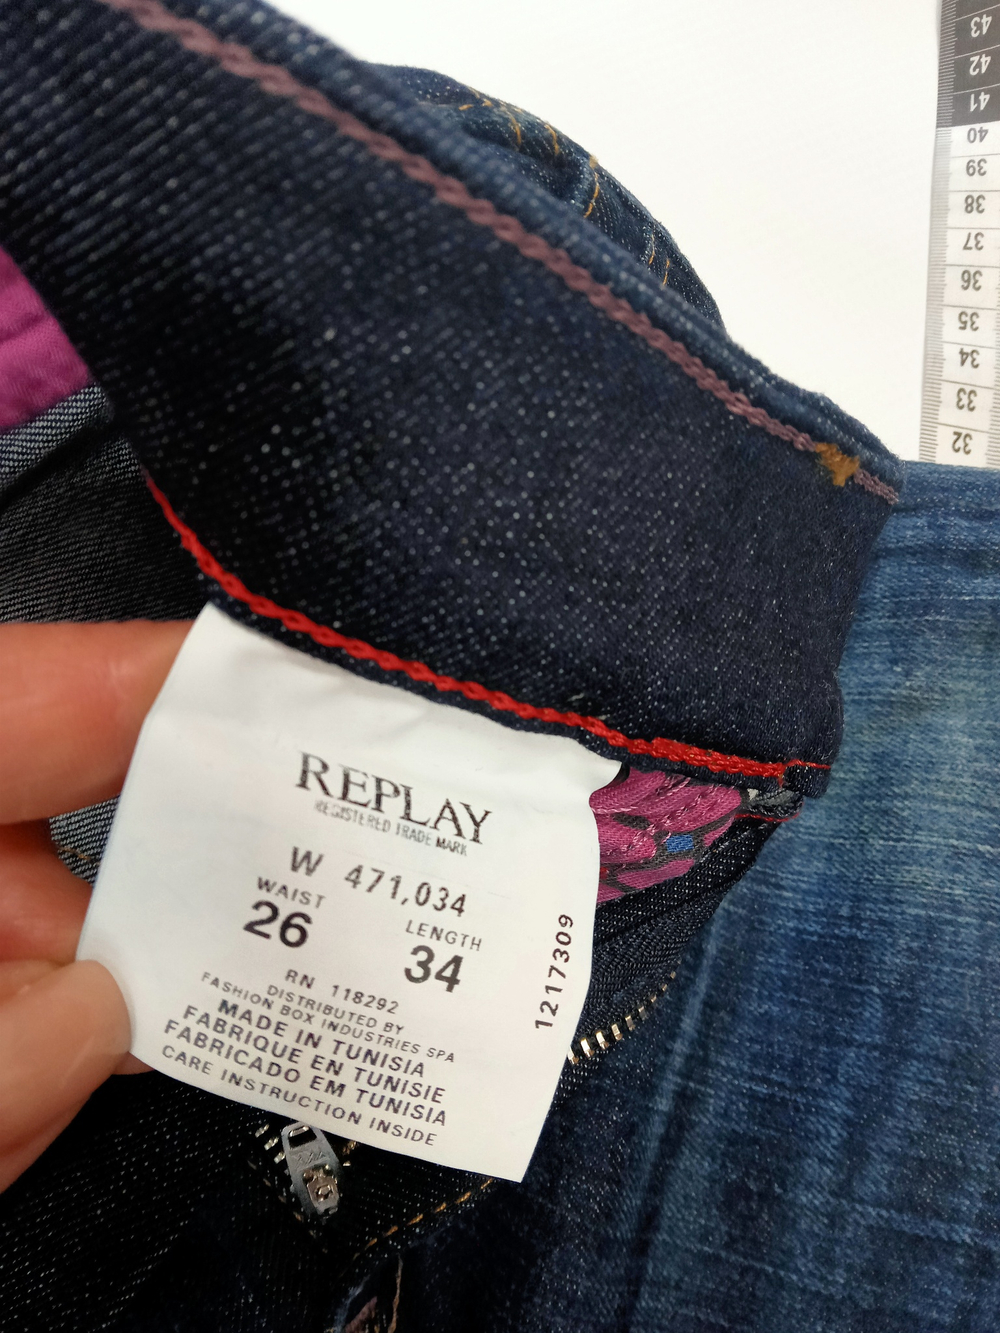 REPLAY
REGISTERED TRADE MARK
W 471,034
WAIST
26
LENGTH
34
RN 118292
DISTRIBUTED BY
FASHION BOX INDUSTRIES SPA
MADE IN TUNISIA
FABRIQUE EN TUNISIE
FABRICADO EM TUNISIA
CARE INSTRUCTION INSIDE
1217309
43
42
41
40
39
38
37
36
35
34
33
32